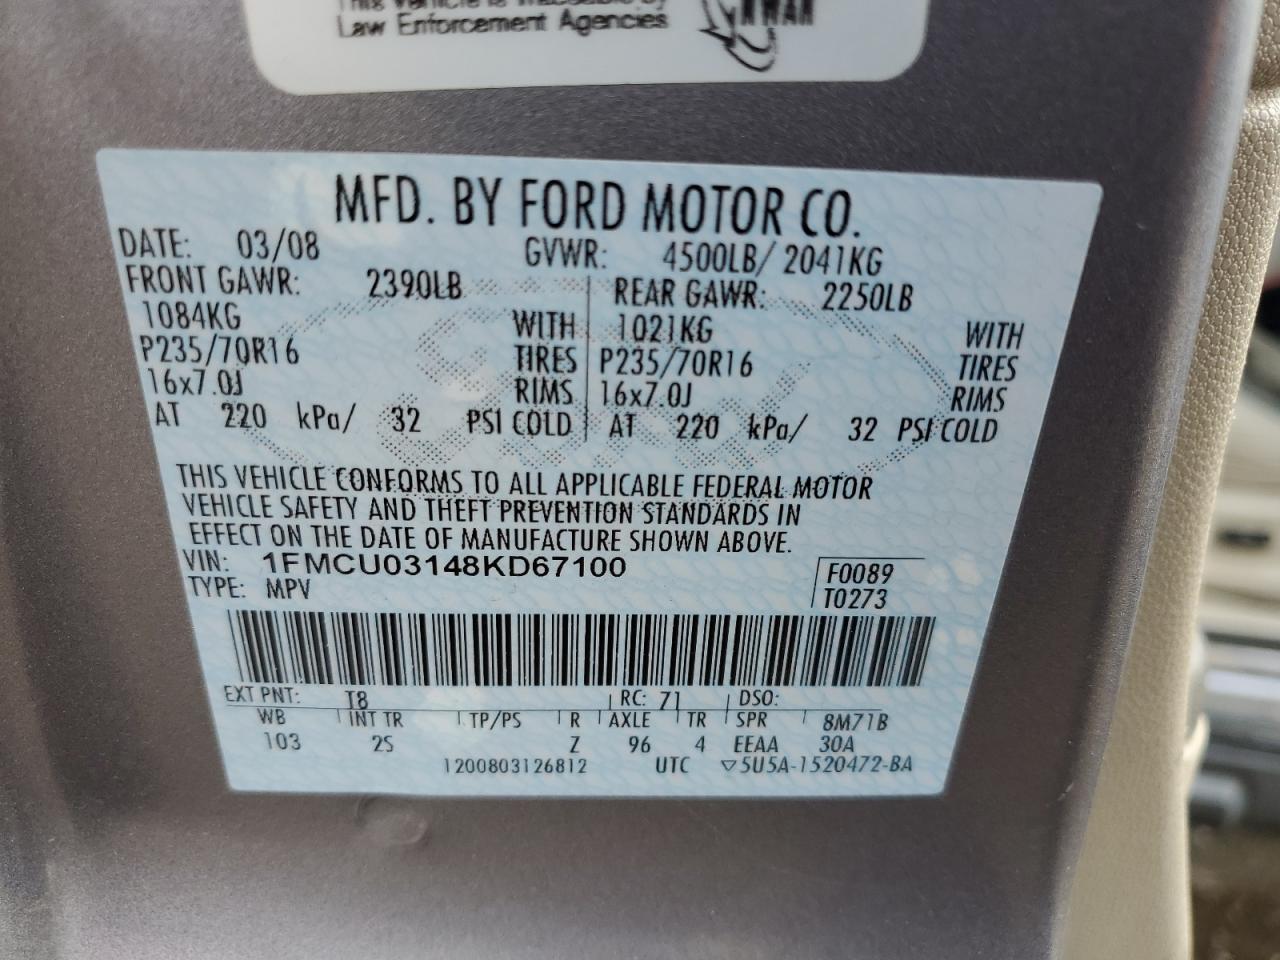 This vehicle is traceable by
Law Enforcement Agencies
MFD. BY FORD MOTOR CO.
DATE: 03/08 GVWR: 4500LB/ 2041KG
FRONT GAWR: 2390LB REAR GAWR: 2250LB
1084KG WITH 1021KG WITH
P235/70R16 TIRES P235/70R16 TIRES
16x7.0J RIMS 16x7.0J RIMS
AT 220 kPa/ 32 PSI COLD AT 220 kPa/ 32 PSI COLD
THIS VEHICLE CONFORMS TO ALL APPLICABLE FEDERAL MOTOR
VEHICLE SAFETY AND THEFT PREVENTION STANDARDS IN
EFFECT ON THE DATE OF MANUFACTURE SHOWN ABOVE.
VIN: 1FMCU03148KD67100 F0089
TYPE: MPV T0273
EXT PNT: T8 RC: 71 DSO:
WB INT TR TP/PS R AXLE TR SPR 8M71B
103 2S Z 96 4 EEAA 30A
1200803126812 UTC ▽5U5A-1520472-BA